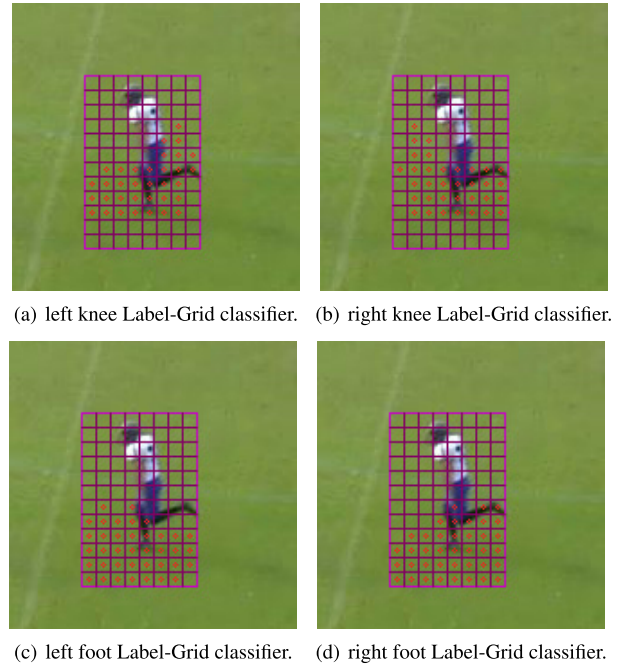 (a) left knee Label-Grid classifier.
(b) right knee Label-Grid classifier.
(c) left foot Label-Grid classifier.
(d) right foot Label-Grid classifier.